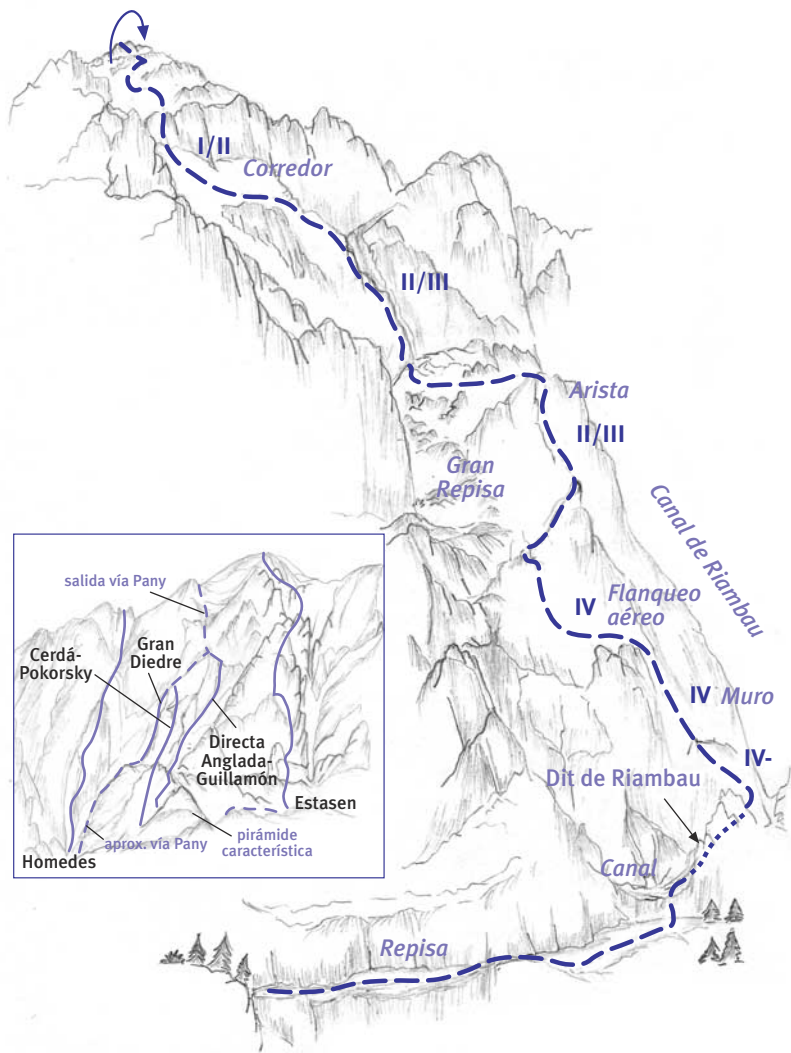 I/II
Corredor
II/III
Arista
II/III
Gran
Repisa
Canal de Riambau
IV
Flanqueo
aéreo
IV
Muro
IV-
Dit de Riambau
Canal
Repisa
salida vía Pany
Cerdá-
Pokorsky
Gran
Diedre
Directa
Anglada-
Guillamón
Estasen
pirámide
característica
aprox. vía Pany
Homedes